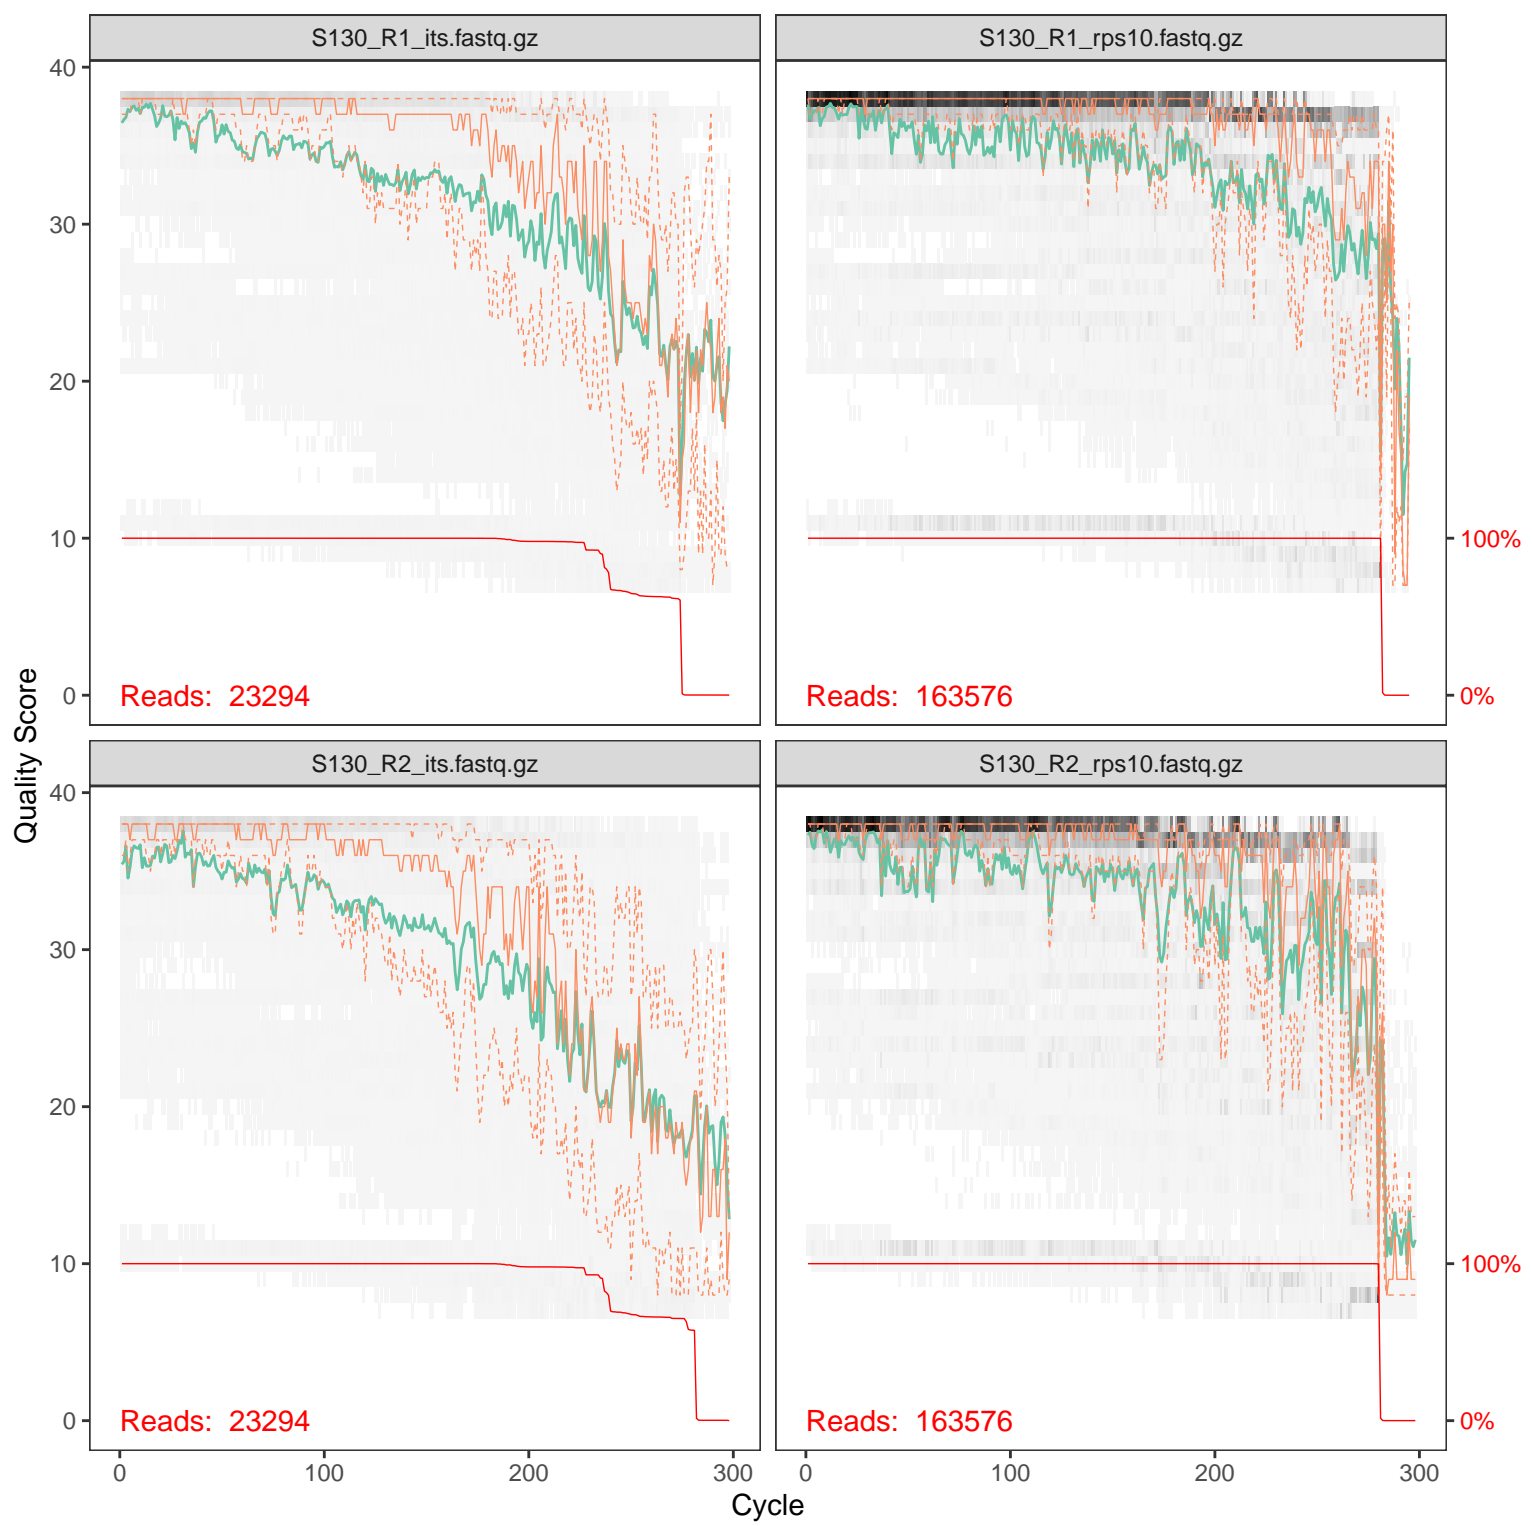 S130_R1_its.fastq.gz
S130_R1_rps10.fastq.gz
40
30
20
10
0
100%
0%
Reads: 23294
Reads: 163576
Quality Score
S130_R2_its.fastq.gz
S130_R2_rps10.fastq.gz
40
30
20
10
0
100%
0%
Reads: 23294
Reads: 163576
0
100
200
300
0
100
200
300
Cycle